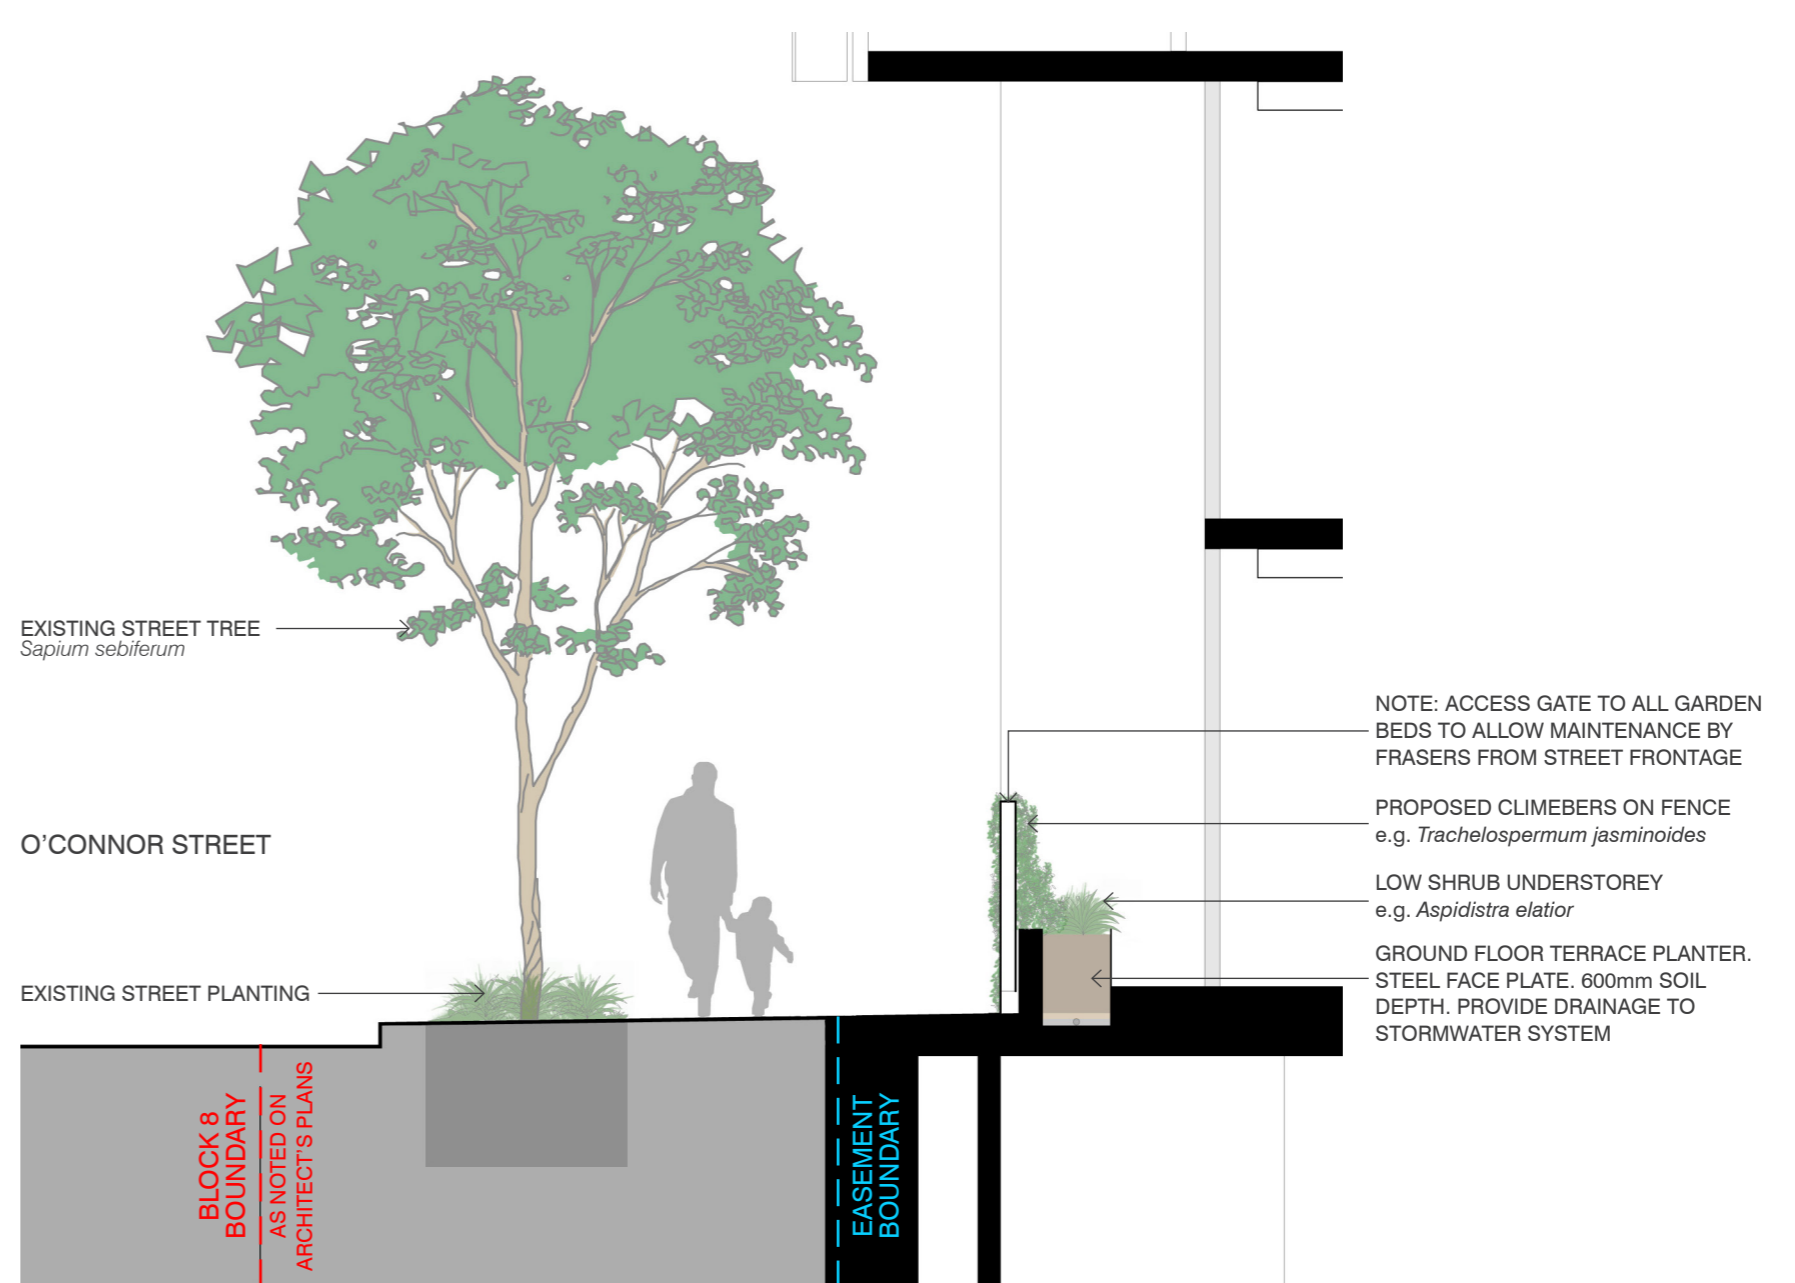 EXISTING STREET TREE
Sapium sebiferum
O’CONNOR STREET
EXISTING STREET PLANTING
BLOCK 8
BOUNDARY
AS NOTED ON
ARCHITECT’S PLANS
EASEMENT
BOUNDARY
NOTE: ACCESS GATE TO ALL GARDEN
BEDS TO ALLOW MAINTENANCE BY
FRASERS FROM STREET FRONTAGE
PROPOSED CLIMEBERS ON FENCE
e.g. Trachelospermum jasminoides
LOW SHRUB UNDERSTOREY
e.g. Aspidistra elatior
GROUND FLOOR TERRACE PLANTER.
STEEL FACE PLATE. 600mm SOIL
DEPTH. PROVIDE DRAINAGE TO
STORMWATER SYSTEM